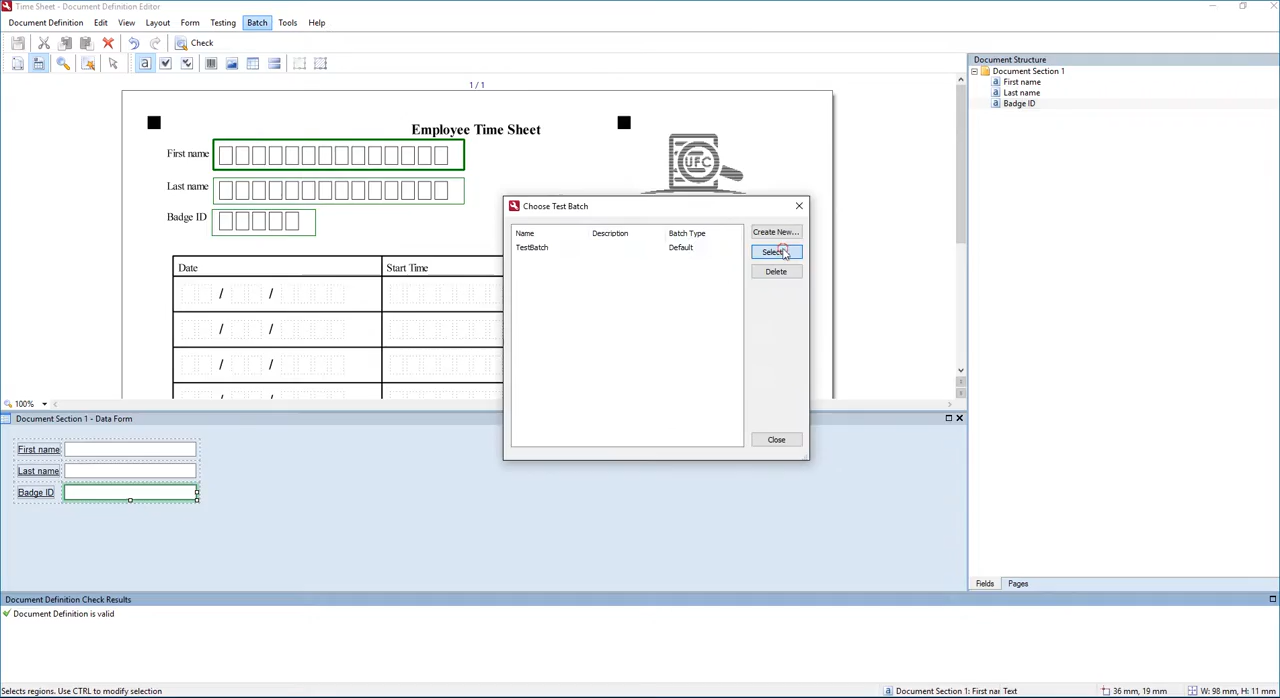 Time Sheet - Document Definition Editor
Document Definition Edit View Layout Form Testing Batch Tools Help
Check
Document Structure
Document Section 1
First name
Last name
Badge ID
1 / 1
Employee Time Sheet
First name
Last name
Badge ID
UFC
Date Start Time
/ /
/ /
/ /
Choose Test Batch
Name Description Batch Type
TestBatch Default
Create New...
Select
Delete
Close
100%
Document Section 1 - Data Form
First name
Last name
Badge ID
Fields Pages
Document Definition Check Results
Document Definition is valid
Selects regions. Use CTRL to modify selection Document Section 1: First nar Text 36 mm, 19 mm W: 98 mm, H: 11 mm